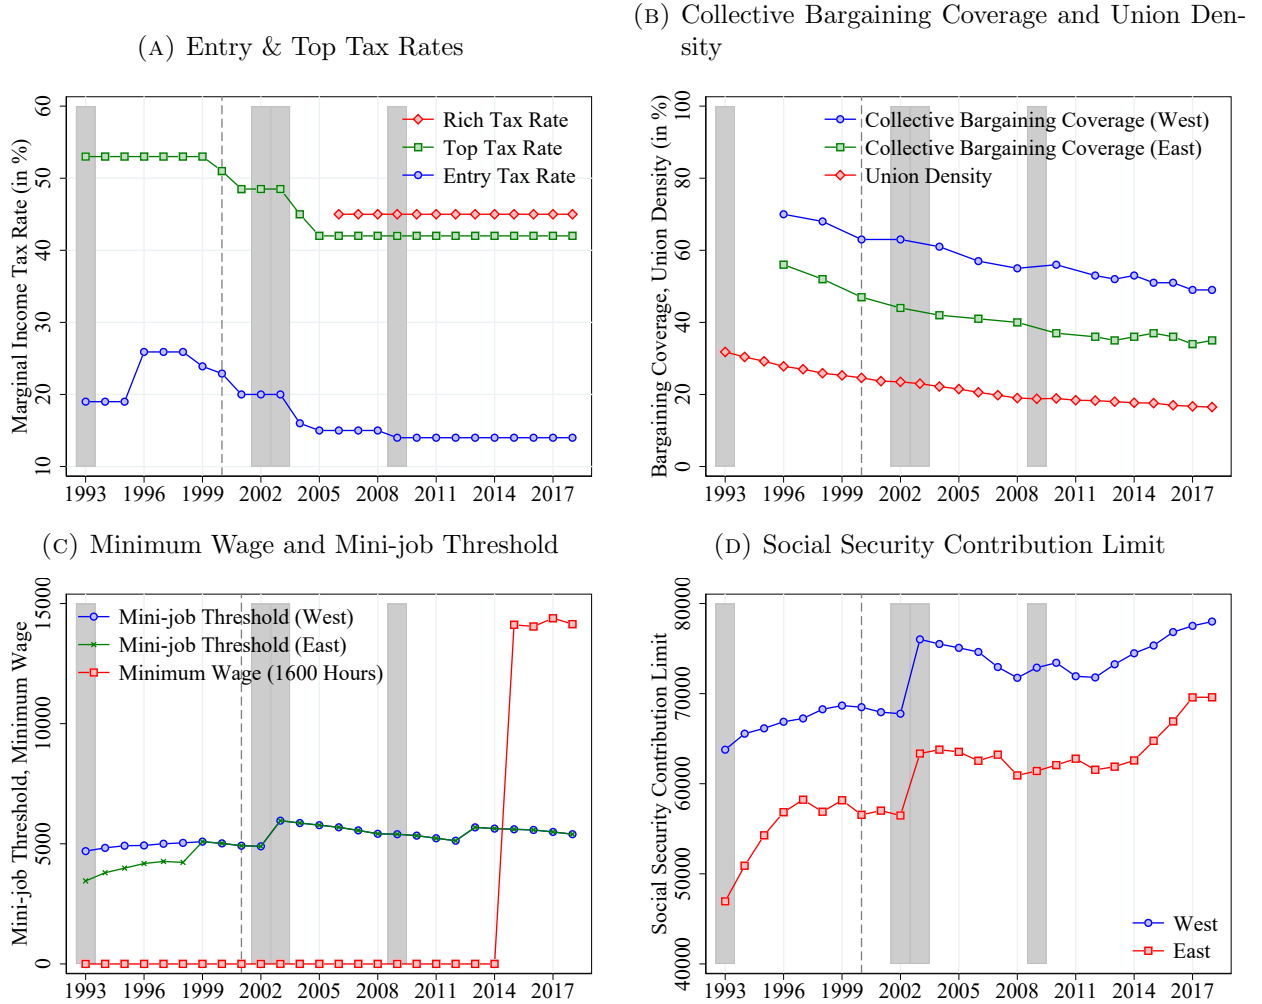 (A) Entry & Top Tax Rates
Marginal Income Tax Rate (in %)
60
50
40
30
20
10
Rich Tax Rate
Top Tax Rate
Entry Tax Rate
1993 1996 1999 2002 2005 2008 2011 2014 2017
(B) Collective Bargaining Coverage and Union Den-
sity
Bargaining Coverage, Union Density (in %)
100
80
60
40
20
0
Collective Bargaining Coverage (West)
Collective Bargaining Coverage (East)
Union Density
1993 1996 1999 2002 2005 2008 2011 2014 2017
(C) Minimum Wage and Mini-job Threshold
Mini-job Threshold, Minimum Wage
15000
10000
5000
0
Mini-job Threshold (West)
Mini-job Threshold (East)
Minimum Wage (1600 Hours)
1993 1996 1999 2002 2005 2008 2011 2014 2017
(D) Social Security Contribution Limit
Social Security Contribution Limit
80000
70000
60000
50000
40000
West
East
1993 1996 1999 2002 2005 2008 2011 2014 2017